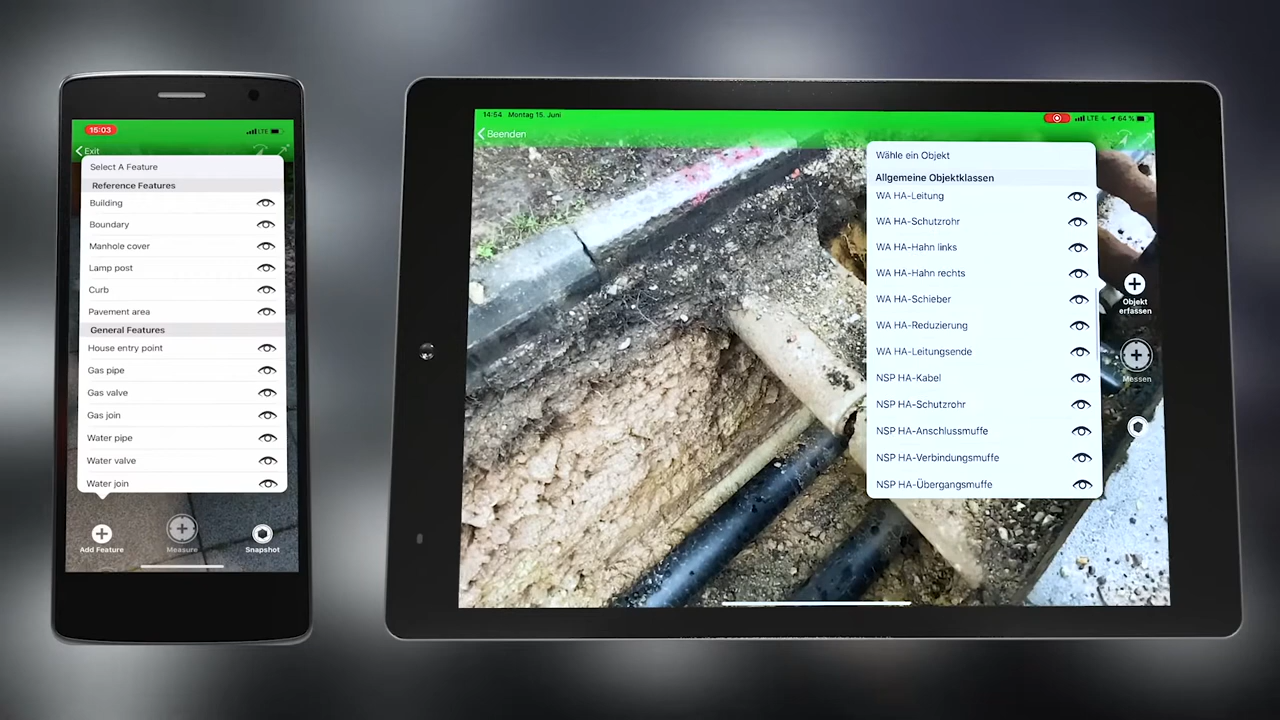 15:03
LTE
Exit
Select A Feature
Reference Features
Building
Boundary
Manhole cover
Lamp post
Curb
Pavement area
General Features
House entry point
Gas pipe
Gas valve
Gas join
Water pipe
Water valve
Water join
Add Feature
Measure
Snapshot
14:54 Montag 15. Juni
LTE 64 %
Beenden
Wähle ein Objekt
Allgemeine Objektklassen
WA HA-Leitung
WA HA-Schutzrohr
WA HA-Hahn links
WA HA-Hahn rechts
WA HA-Schieber
WA HA-Reduzierung
WA HA-Leitungsende
NSP HA-Kabel
NSP HA-Schutzrohr
NSP HA-Anschlussmuffe
NSP HA-Verbindungsmuffe
NSP HA-Übergangsmuffe
Objekt
erfassen
Messen